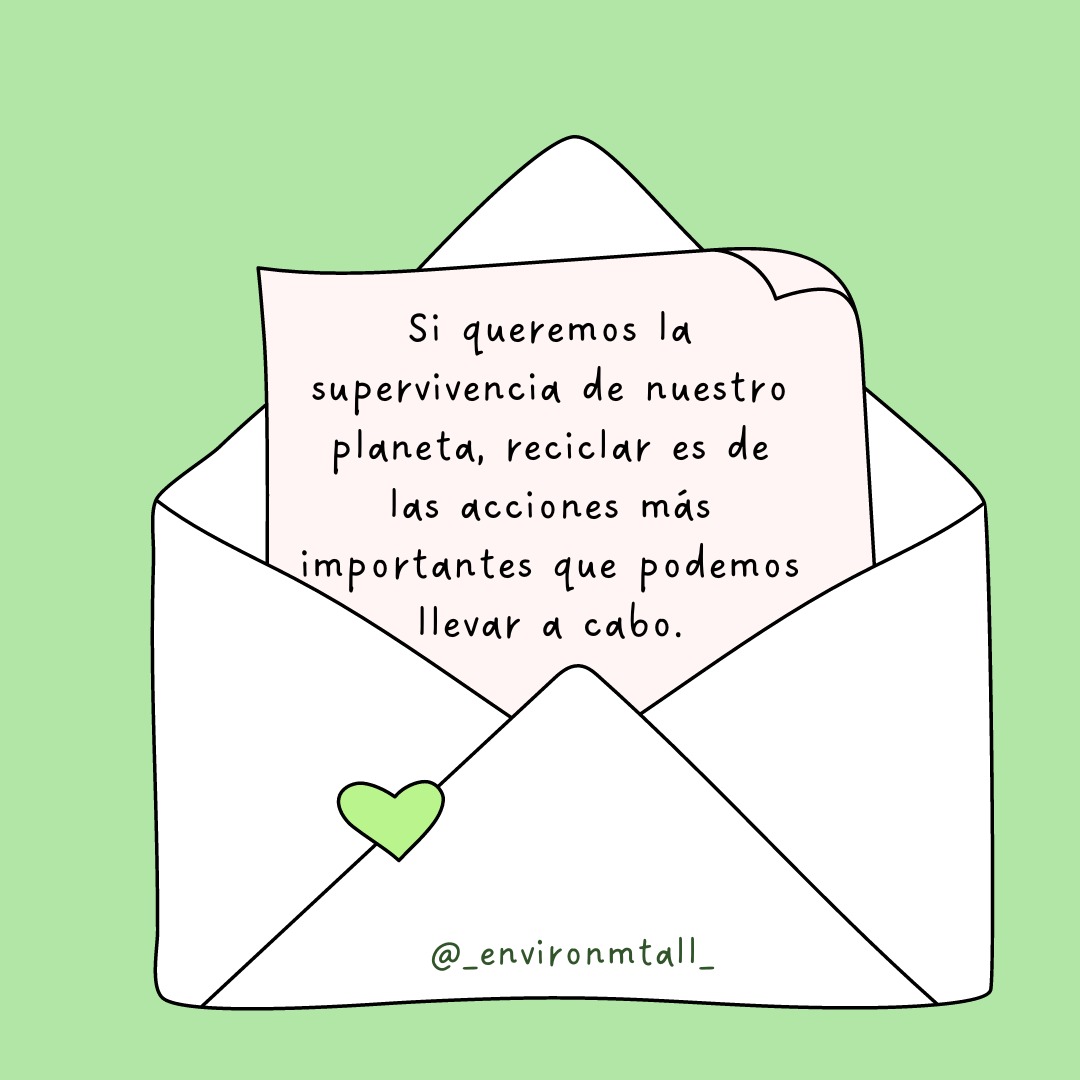 Si queremos la
supervivencia de nuestro
planeta, reciclar es de
las acciones más
importantes que podemos
llevar a cabo.
@_environmtall_